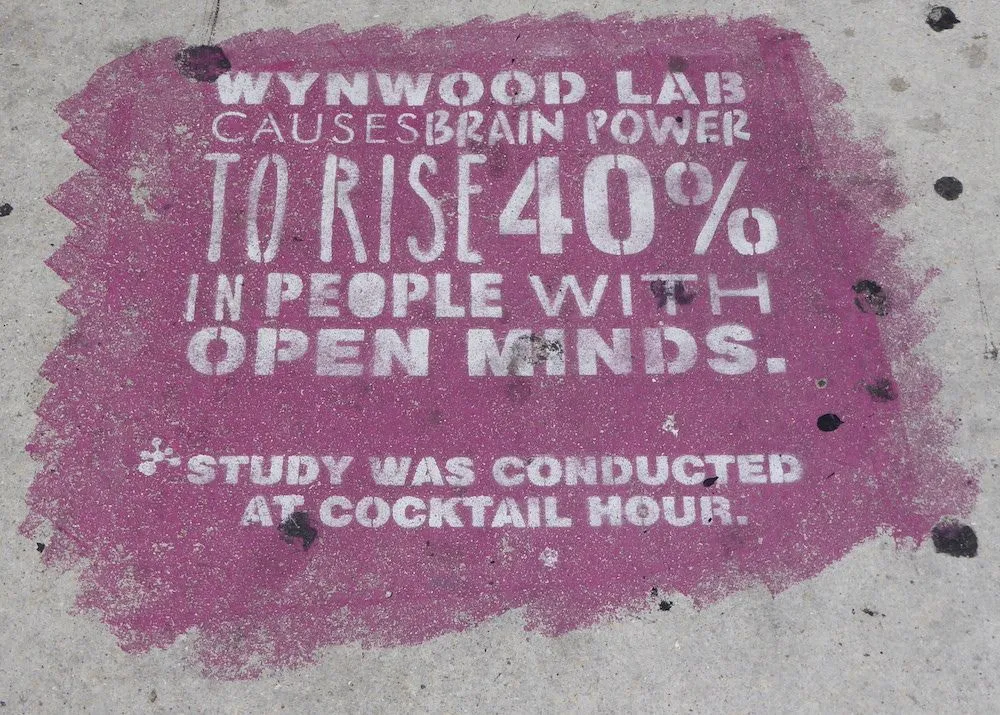 WYNWOOD LAB
CAUSES BRAIN POWER
TO RISE 40%
IN PEOPLE WITH
OPEN MINDS.
*STUDY WAS CONDUCTED
AT COCKTAIL HOUR.